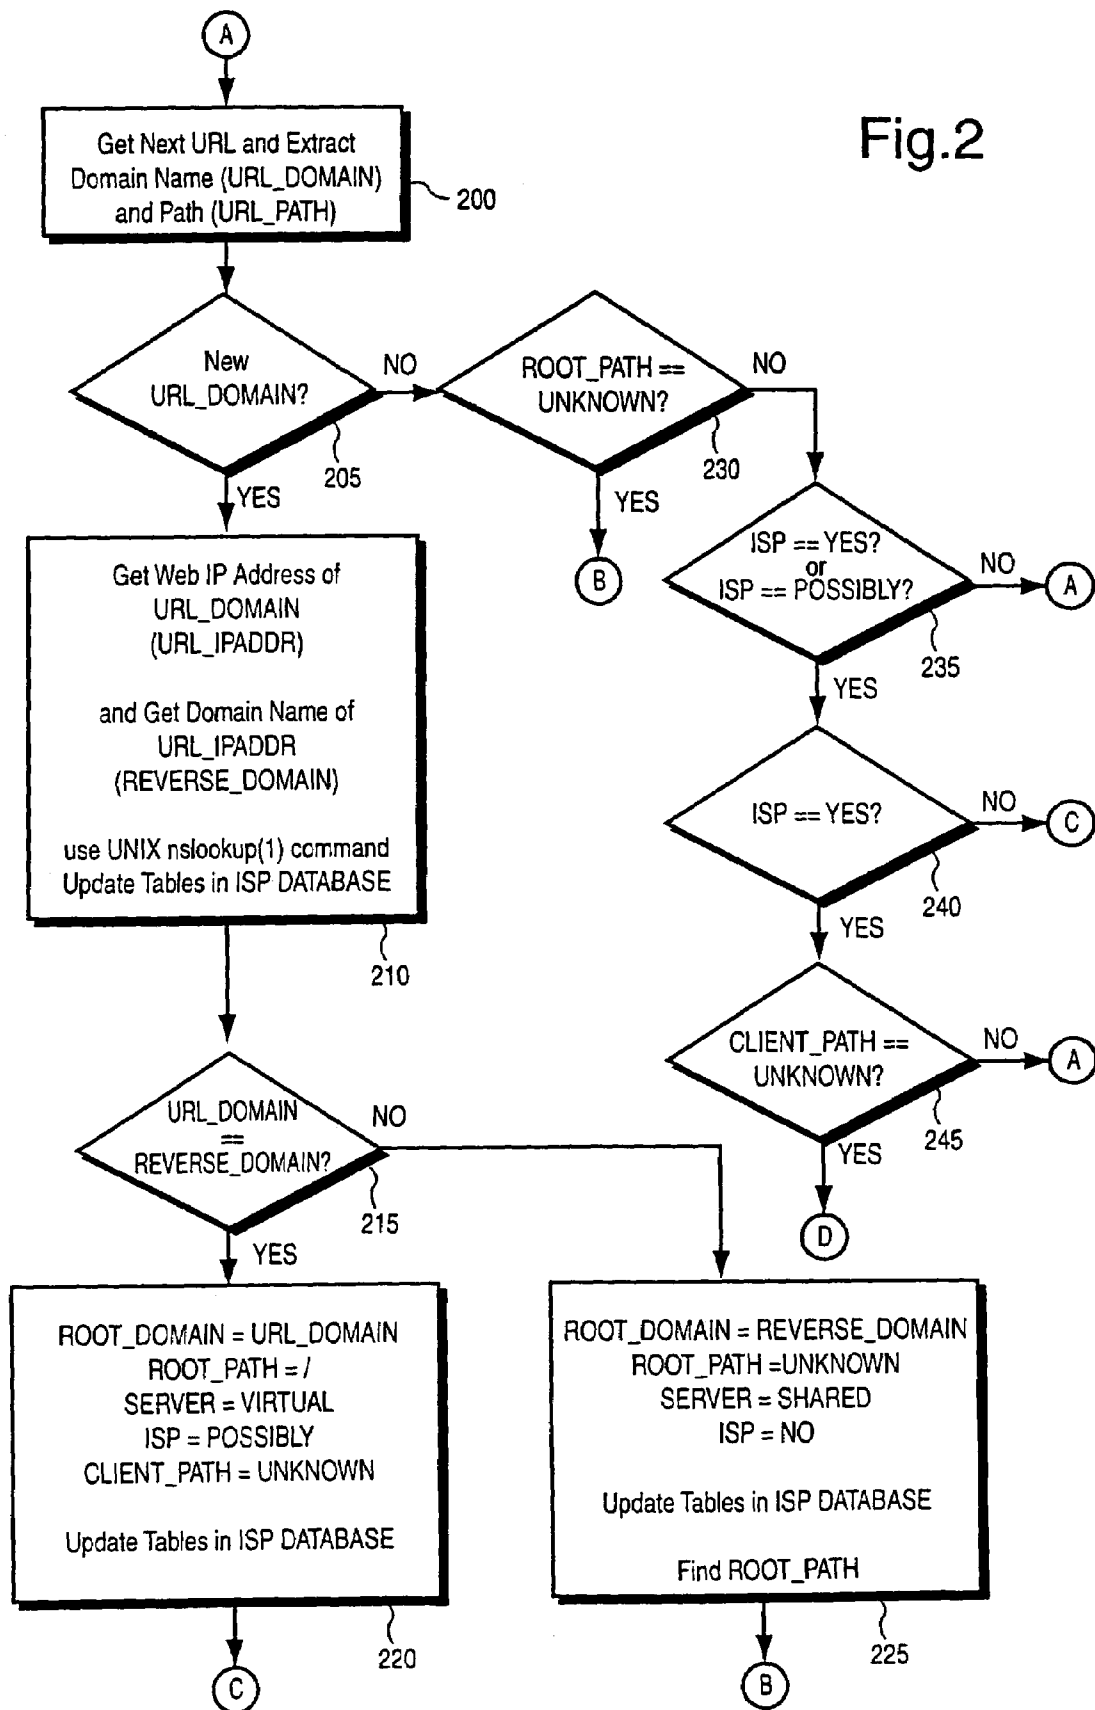 A
Fig.2
Get Next URL and Extract
Domain Name (URL_DOMAIN)
and Path (URL_PATH)
200
New
URL_DOMAIN?
NO
205
YES
ROOT_PATH ==
UNKNOWN?
NO
230
YES
B
ISP == YES?
or
ISP == POSSIBLY?
NO
A
235
YES
Get Web IP Address of
URL_DOMAIN
(URL_IPADDR)
and Get Domain Name of
URL_IPADDR
(REVERSE_DOMAIN)
use UNIX nslookup(1) command
Update Tables in ISP DATABASE
210
ISP == YES?
NO
C
240
YES
CLIENT_PATH ==
UNKNOWN?
NO
A
245
YES
D
URL_DOMAIN
==
REVERSE_DOMAIN?
NO
215
YES
ROOT_DOMAIN = URL_DOMAIN
ROOT_PATH = /
SERVER = VIRTUAL
ISP = POSSIBLY
CLIENT_PATH = UNKNOWN
Update Tables in ISP DATABASE
220
C
ROOT_DOMAIN = REVERSE_DOMAIN
ROOT_PATH =UNKNOWN
SERVER = SHARED
ISP = NO
Update Tables in ISP DATABASE
Find ROOT_PATH
225
B